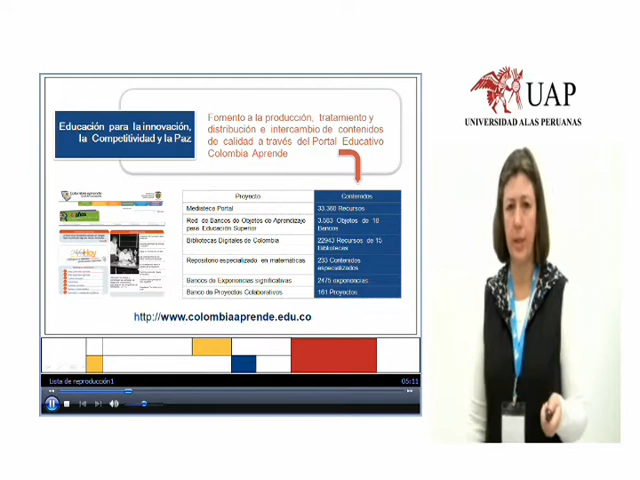 UAP
UNIVERSIDAD ALAS PERUANAS
Educación para la innovación,
la Competitividad y la Paz
Fomento a la producción, tratamiento y
distribución e intercambio de contenidos
de calidad a través del Portal Educativo
Colombia Aprende
Proyecto Contenidos
Mediateca Portal 33.368 Recursos
Red de Bancos de Objetos de Aprendizaje 3.563 Objetos de 18
para Educación Superior Bancos
Bibliotecas Digitales de Colombia 22943 Recursos de 15
Bibliotecas
Repositorio especializado en matemáticas 233 Contenidos
especializados
Bancos de Experiencias significativas 2475 experiencias
Banco de Proyectos Colaborativos 161 Proyectos
http://www.colombiaaprende.edu.co
Lista de reproducción1 05:11